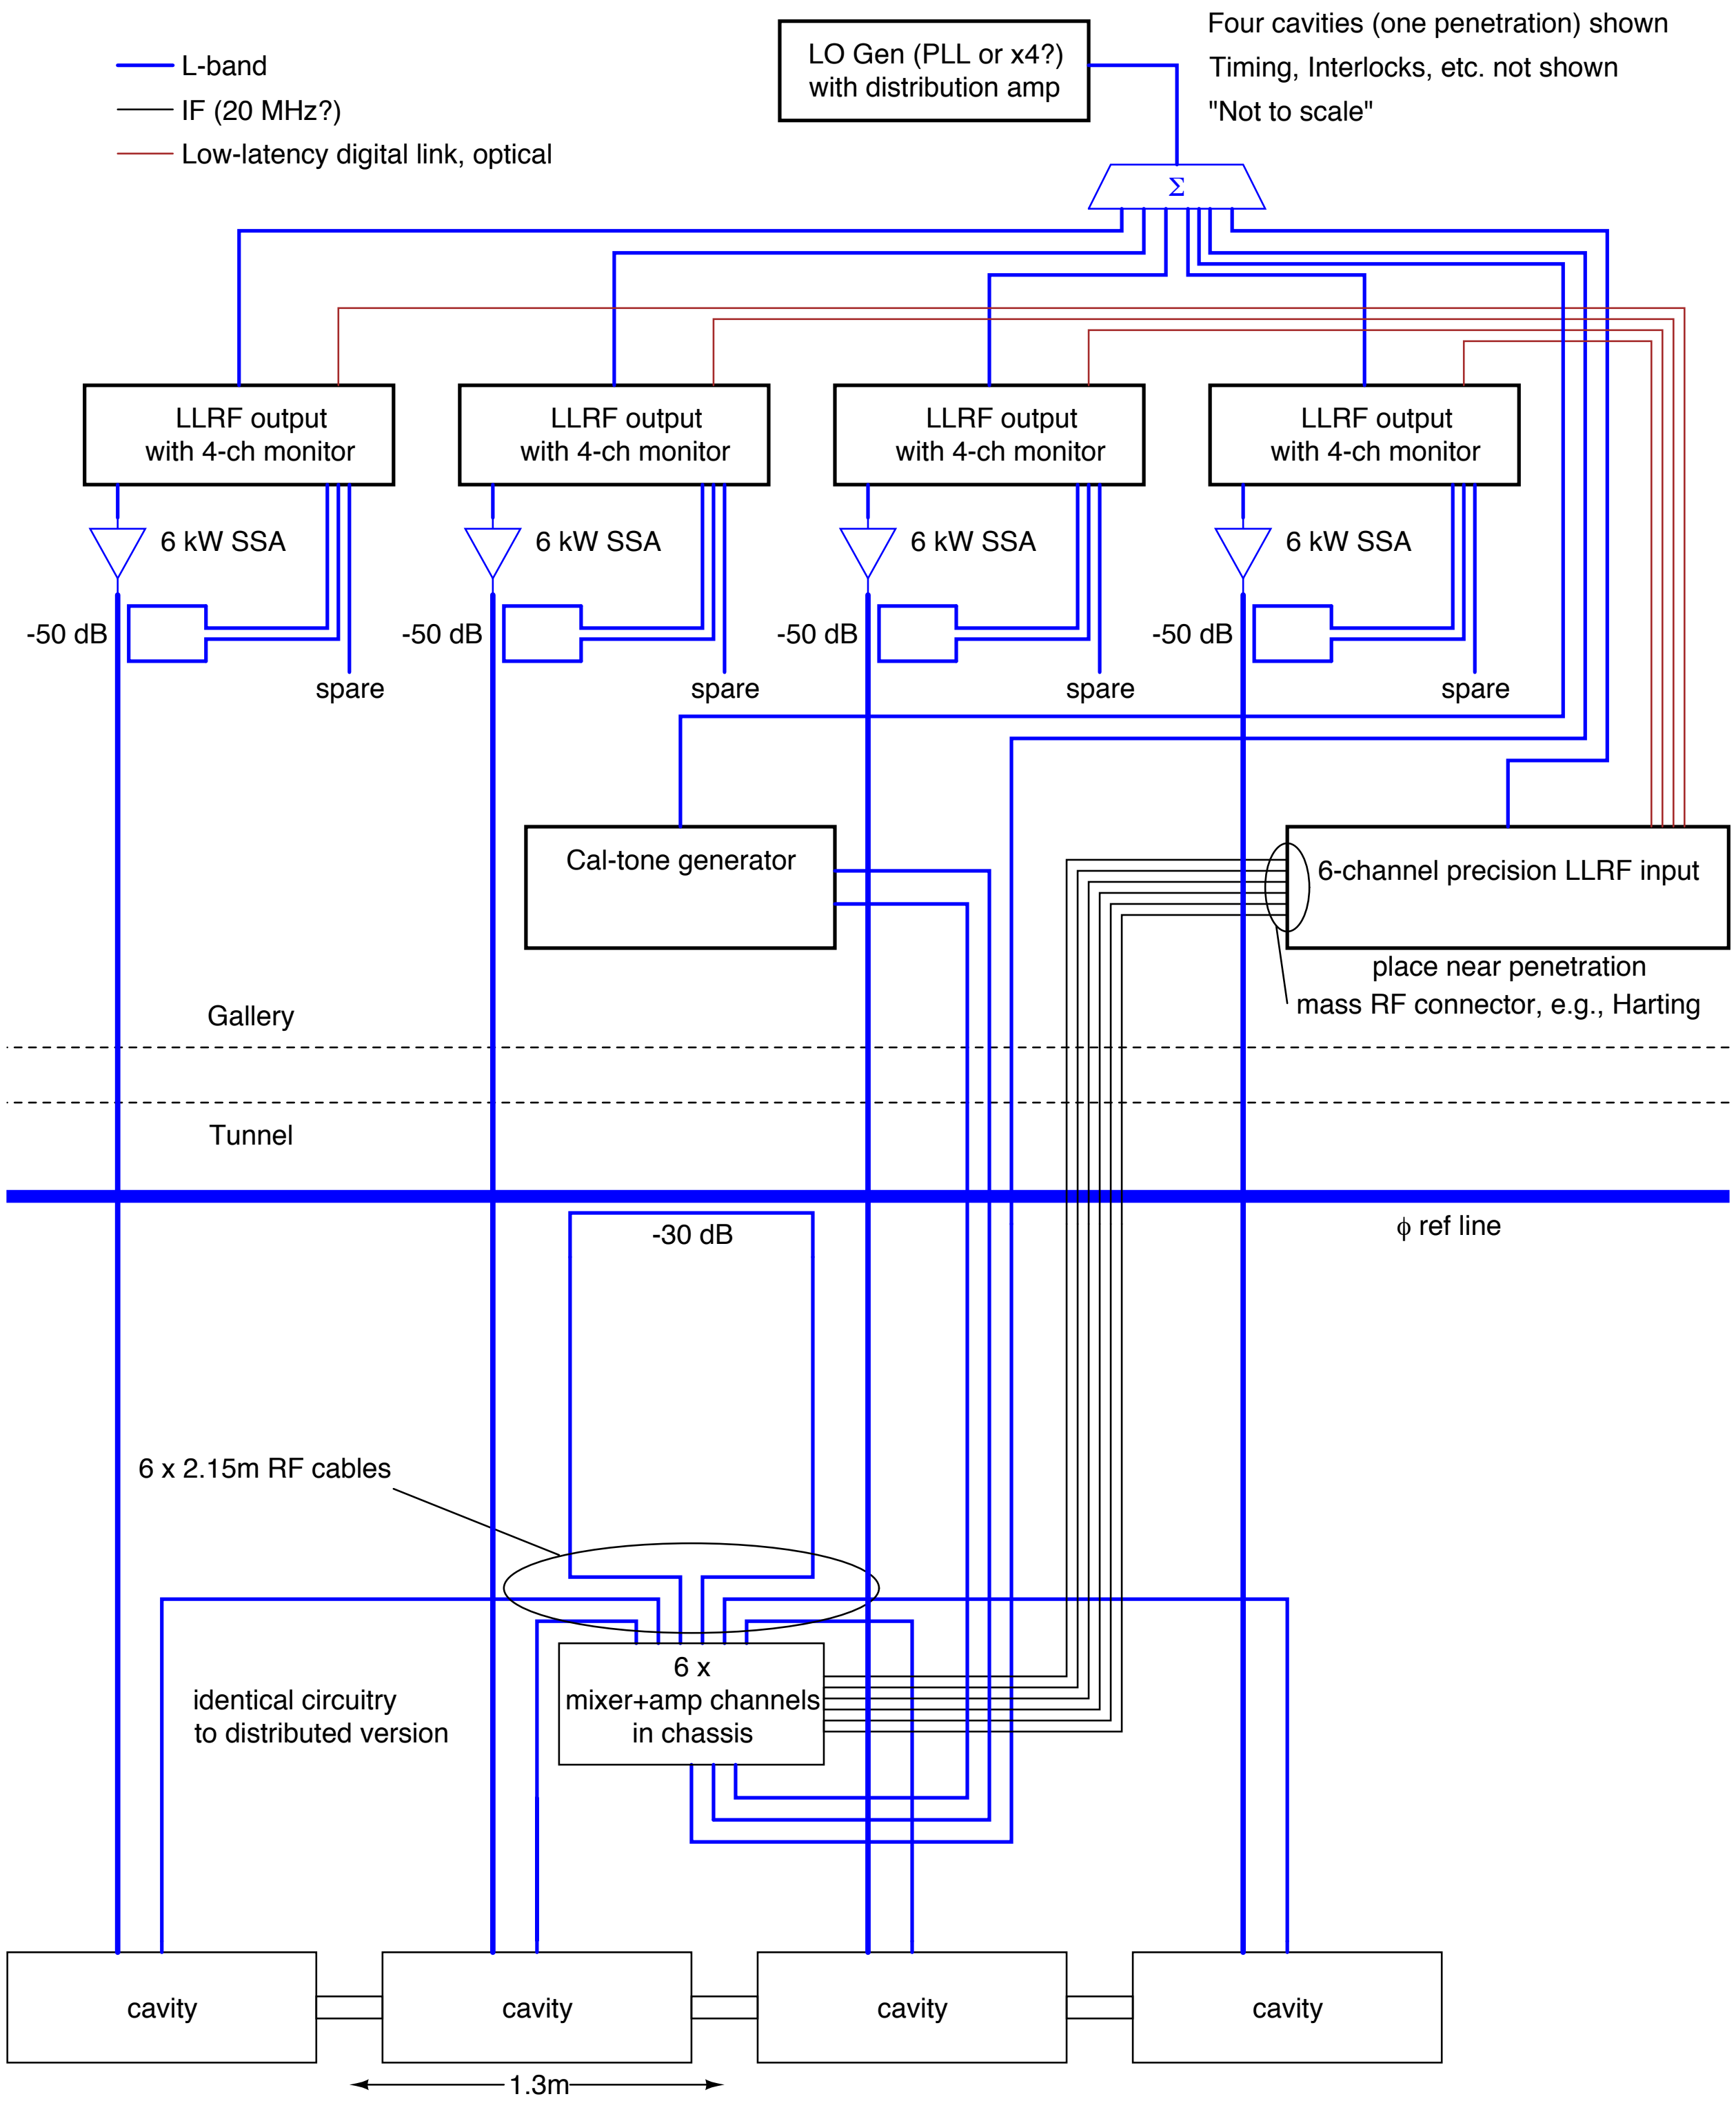 LO Gen (PLL or x4?)
with distribution amp
Four cavities (one penetration) shown
Timing, Interlocks, etc. not shown
"Not to scale"
L-band
IF (20 MHz?)
Low-latency digital link, optical
Σ
LLRF output
with 4-ch monitor
LLRF output
with 4-ch monitor
LLRF output
with 4-ch monitor
LLRF output
with 4-ch monitor
6 kW SSA
6 kW SSA
6 kW SSA
6 kW SSA
-50 dB
-50 dB
-50 dB
-50 dB
spare
spare
spare
spare
Cal-tone generator
6-channel precision LLRF input
place near penetration
mass RF connector, e.g., Harting
Gallery
Tunnel
ϕ ref line
-30 dB
6 x 2.15m RF cables
6 x
mixer+amp channels
in chassis
identical circuitry
to distributed version
cavity
cavity
cavity
cavity
1.3m